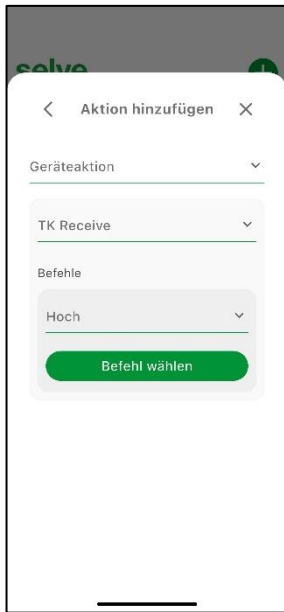 selve
Aktion hinzufügen
Geräteaktion
TK Receive
Befehle
Hoch
Befehl wählen